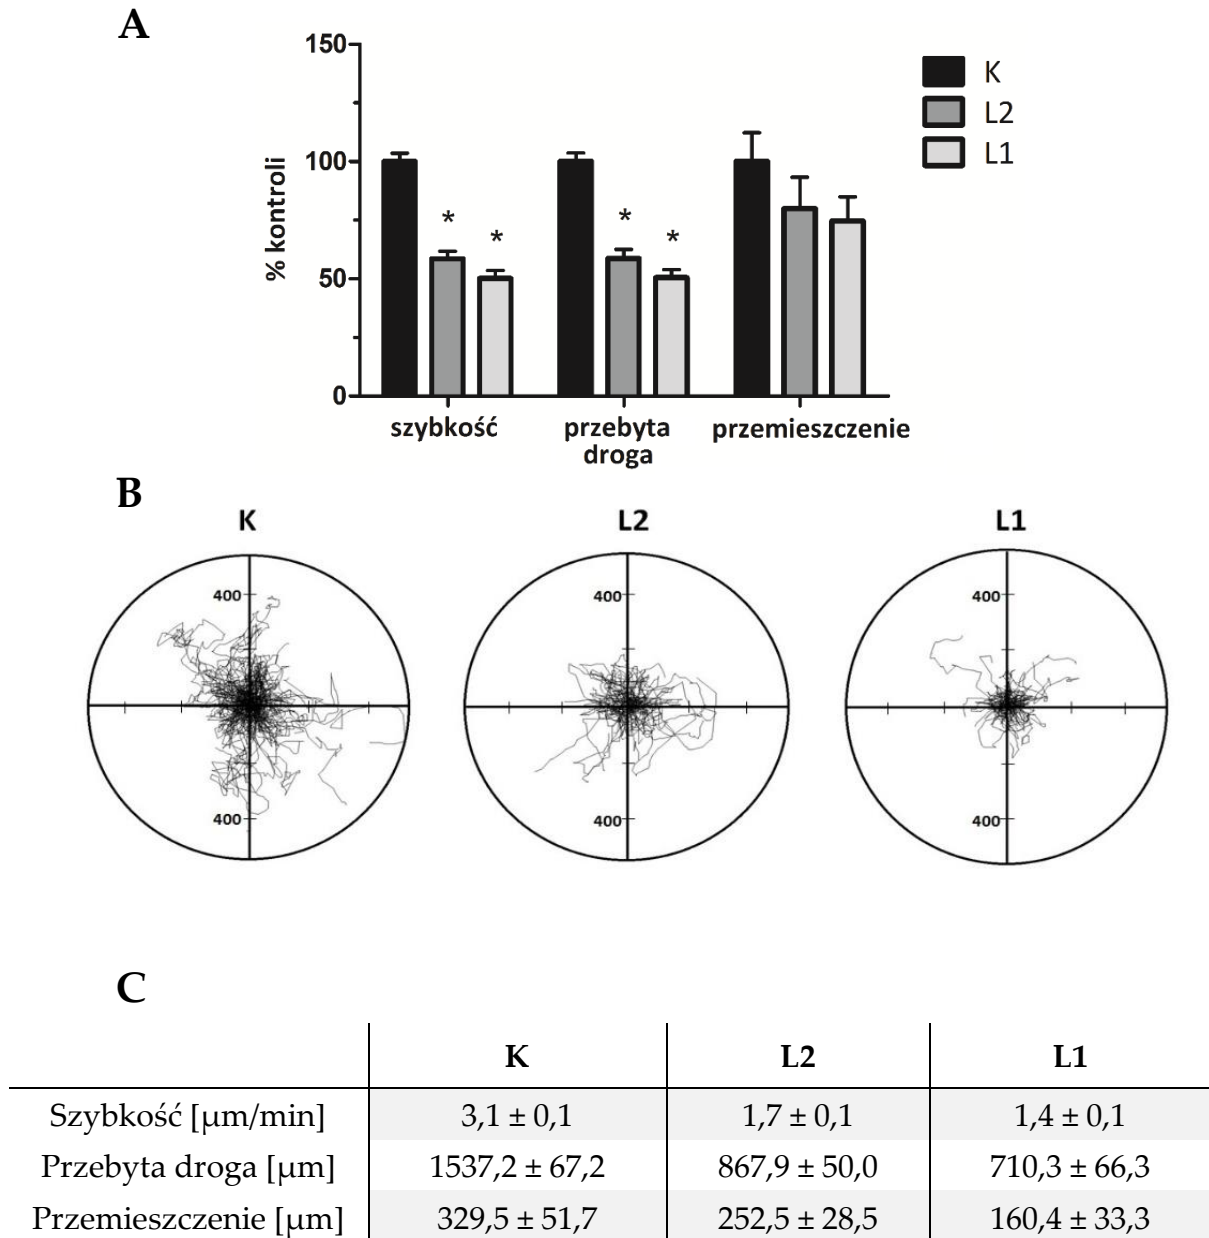 A
150
100
50
0
% kontroli
K
L2
L1
* * * *
szybkość przebyta droga przemieszczenie
B
K L2 L1
400 400 400
400 400 400
C
K L2 L1
Szybkość [µm/min] 3,1 ± 0,1 1,7 ± 0,1 1,4 ± 0,1
Przebyta droga [µm] 1537,2 ± 67,2 867,9 ± 50,0 710,3 ± 66,3
Przemieszczenie [µm] 329,5 ± 51,7 252,5 ± 28,5 160,4 ± 33,3